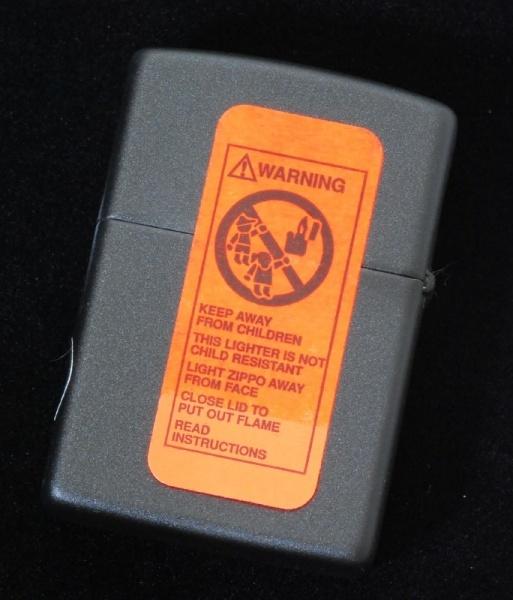 WARNING
KEEP AWAY
FROM CHILDREN
THIS LIGHTER IS NOT
CHILD RESISTANT
LIGHT ZIPPO AWAY
FROM FACE
CLOSE LID TO
PUT OUT FLAME
READ
INSTRUCTIONS